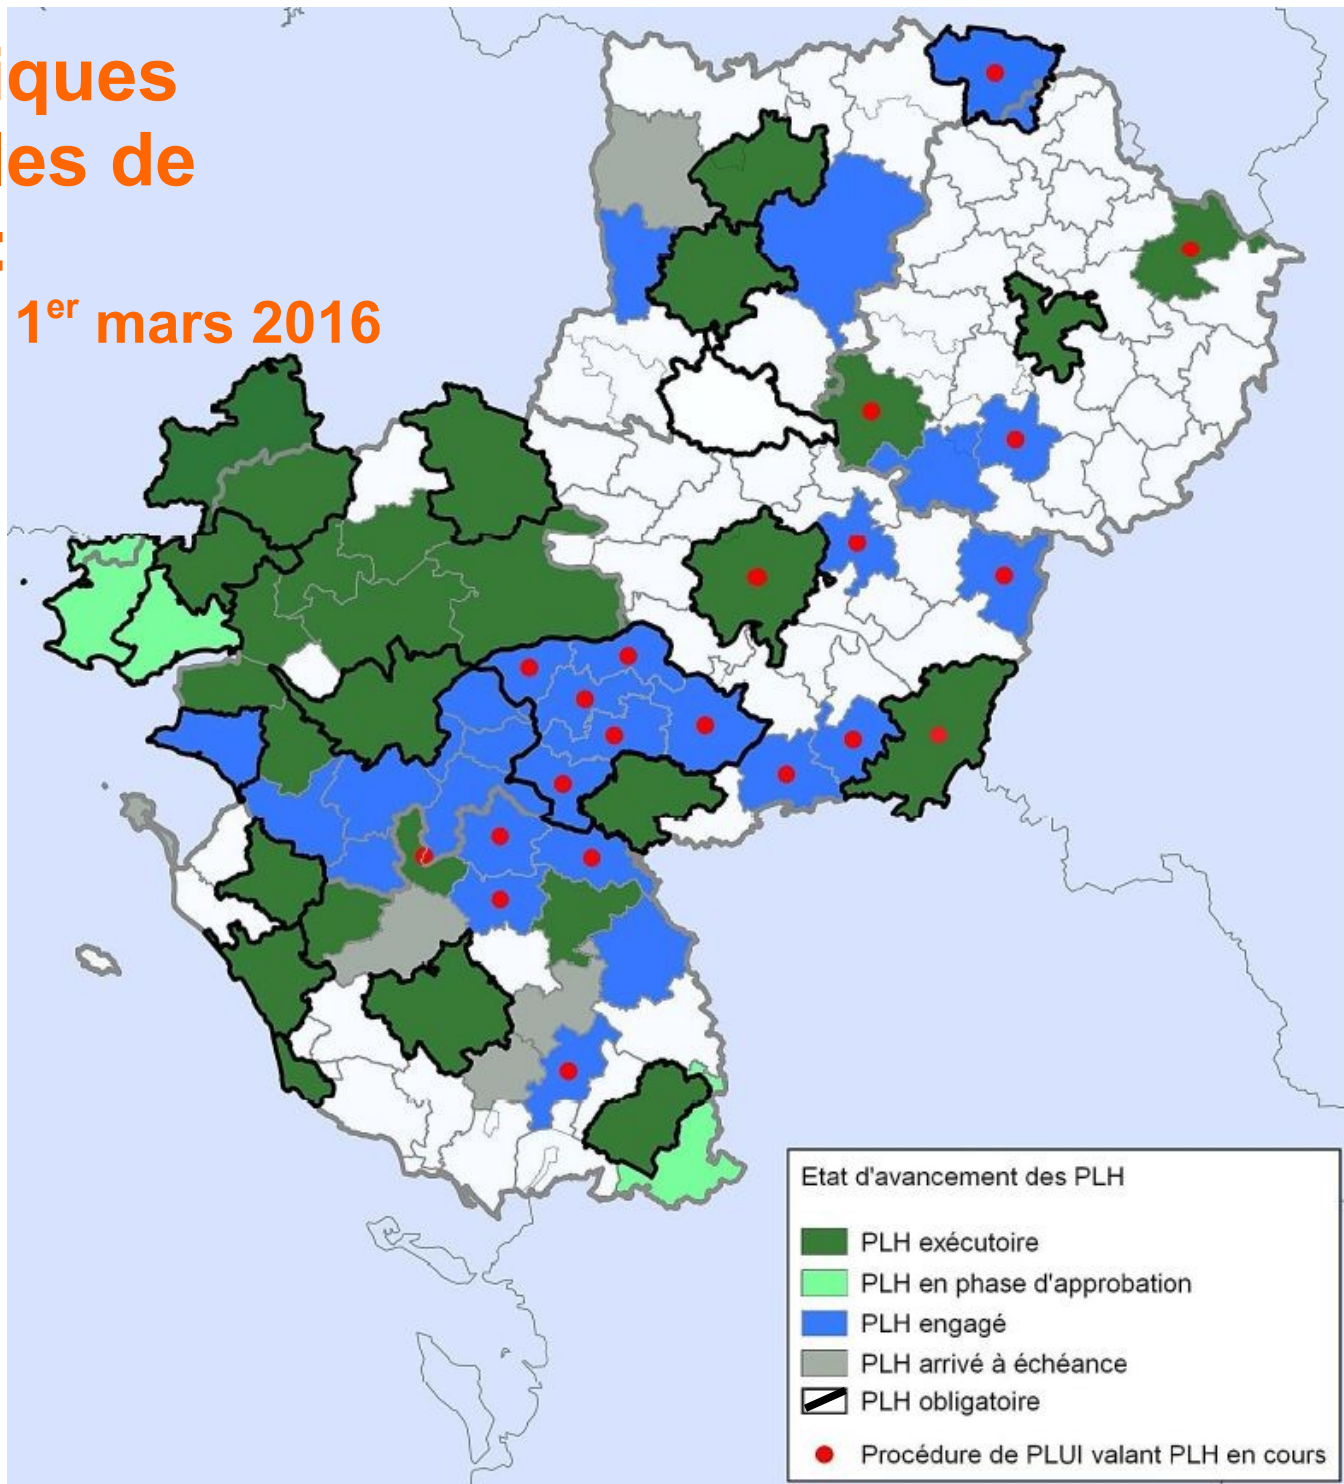 iques
les de
:
1er mars 2016
Etat d'avancement des PLH
PLH exécutoire
PLH en phase d'approbation
PLH engagé
PLH arrivé à échéance
PLH obligatoire
Procédure de PLUI valant PLH en cours